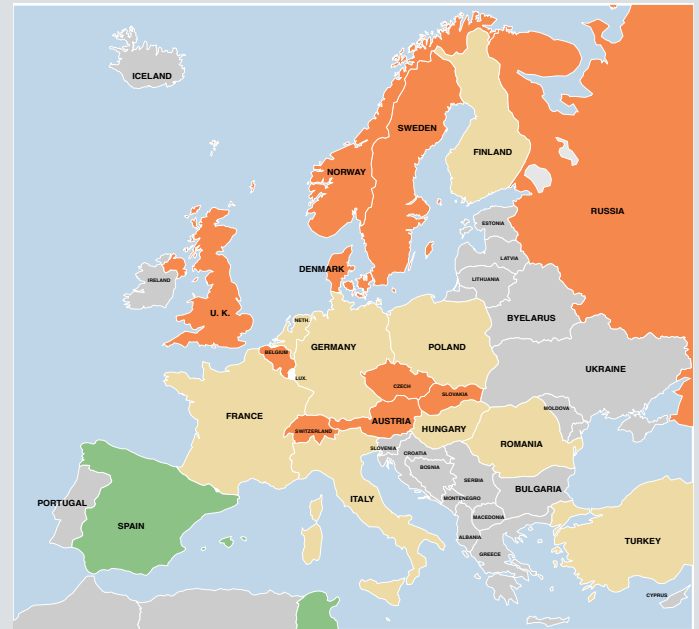 ICELAND
SWEDEN
FINLAND
NORWAY
RUSSIA
ESTONIA
LATVIA
DENMARK
LITHUANIA
IRELAND
U. K.
BYELARUS
NETH.
GERMANY
POLAND
BELGIUM
UKRAINE
LUX.
CZECH
SLOVAKIA
MOLDOVA
FRANCE
AUSTRIA
HUNGARY
SWITZERLAND
ROMANIA
SLOVENIA
CROATIA
BOSNIA
SERBIA
BULGARIA
ITALY
MONTENEGRO
PORTUGAL
MACEDONIA
SPAIN
ALBANIA
TURKEY
GREECE
CYPRUS